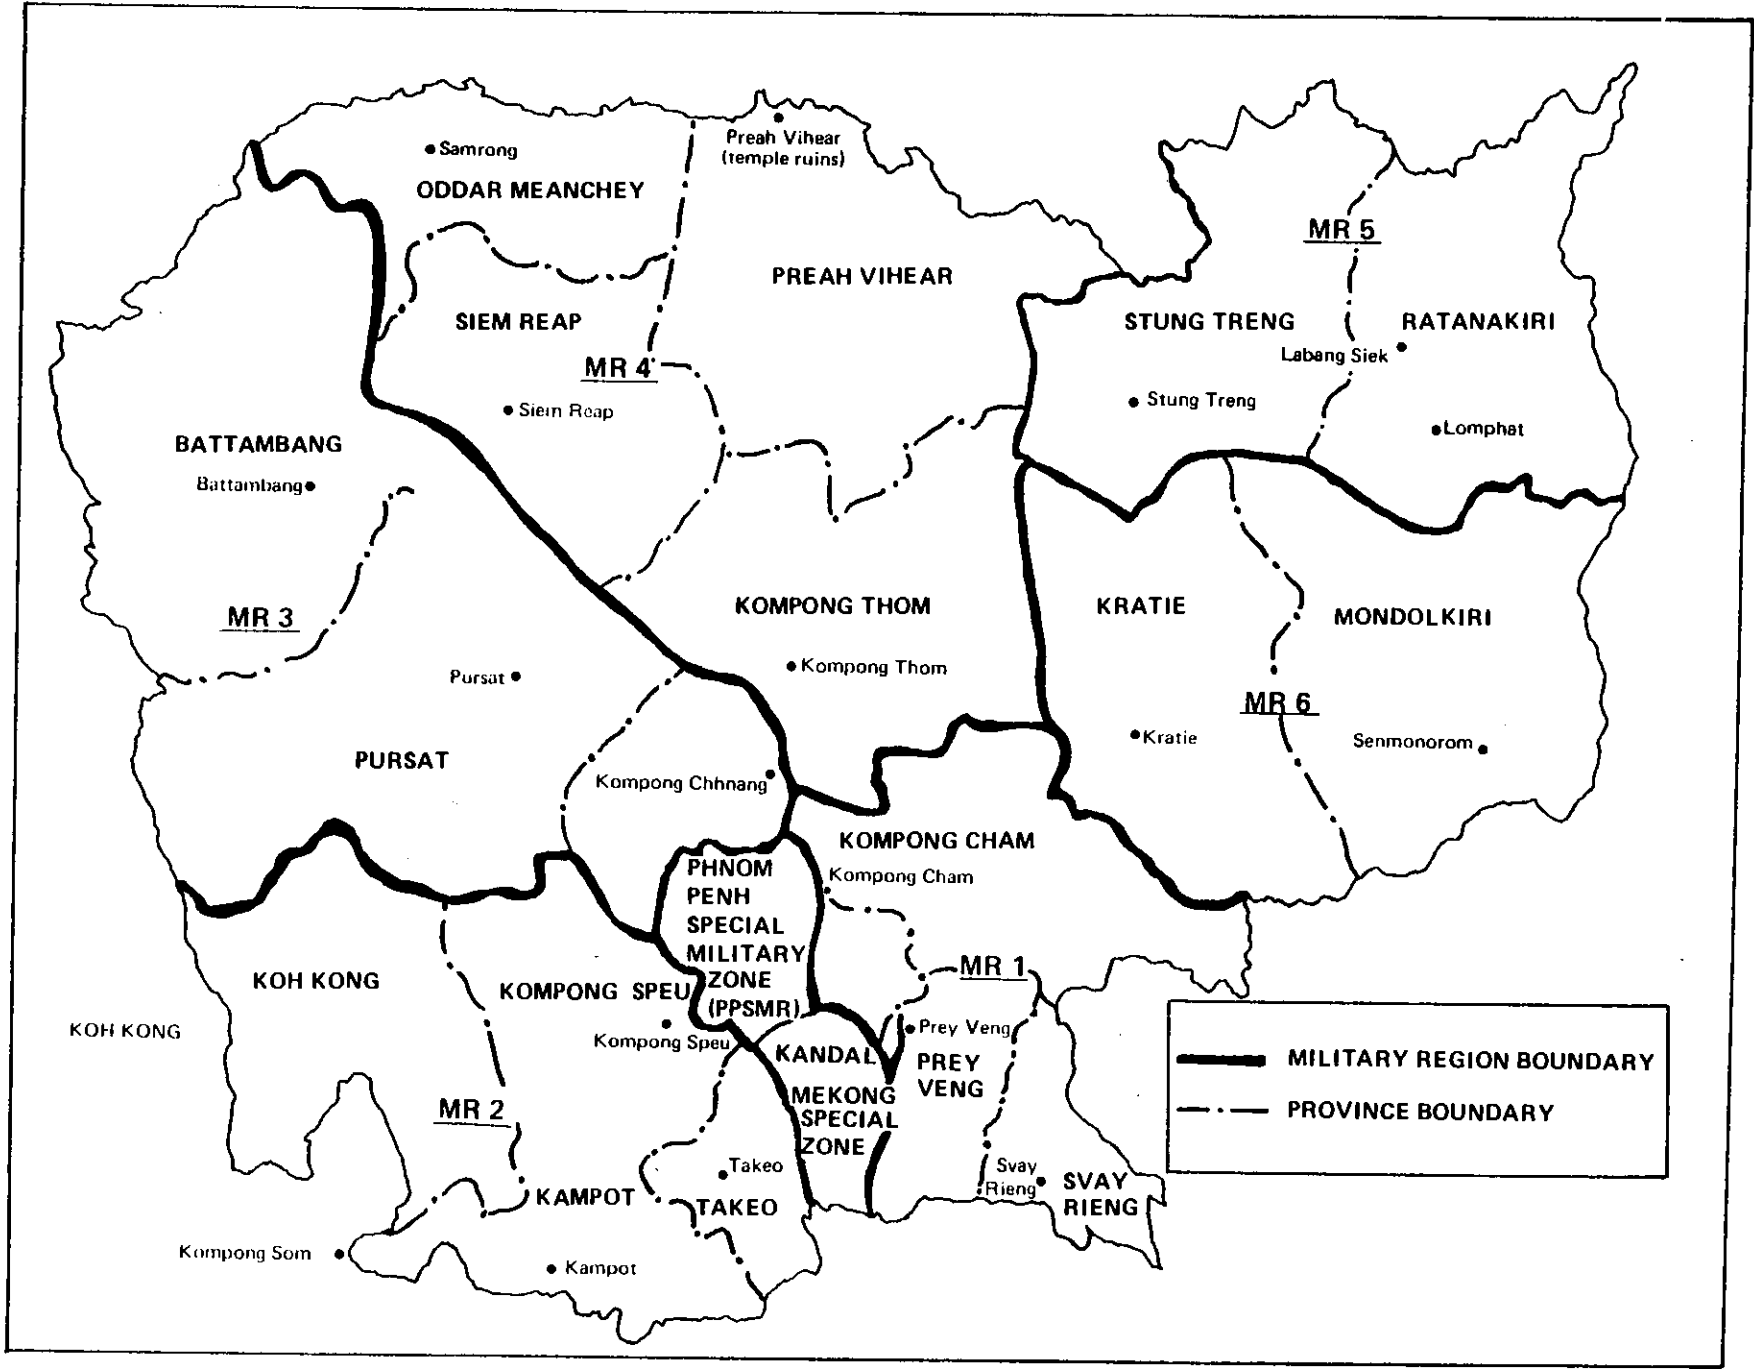 Samrong
ODDAR MEANCHEY
Preah Vihear
(temple ruins)
PREAH VIHEAR
SIEM REAP
MR 4
Siem Reap
MR 5
STUNG TRENG
RATANAKIRI
Labang Siek
Stung Treng
Lomphat
BATTAMBANG
Battambang
MR 3
KOMPONG THOM
Kompong Thom
KRATIE
MONDOLKIRI
MR 6
Kratie
Senmonorom
Pursat
PURSAT
Kompong Chhnang
KOMPONG CHAM
Kompong Cham
PHNOM
PENH
SPECIAL
MILITARY
ZONE
(PPSMR)
KOH KONG
KOH KONG
KOMPONG SPEU
Kompong Speu
MR 1
Prey Veng
PREY
VENG
KANDAL
MEKONG
SPECIAL
ZONE
MR 2
Takeo
TAKEO
KAMPOT
Kampot
Kompong Som
Svay
Rieng
SVAY
RIENG
MILITARY REGION BOUNDARY
PROVINCE BOUNDARY